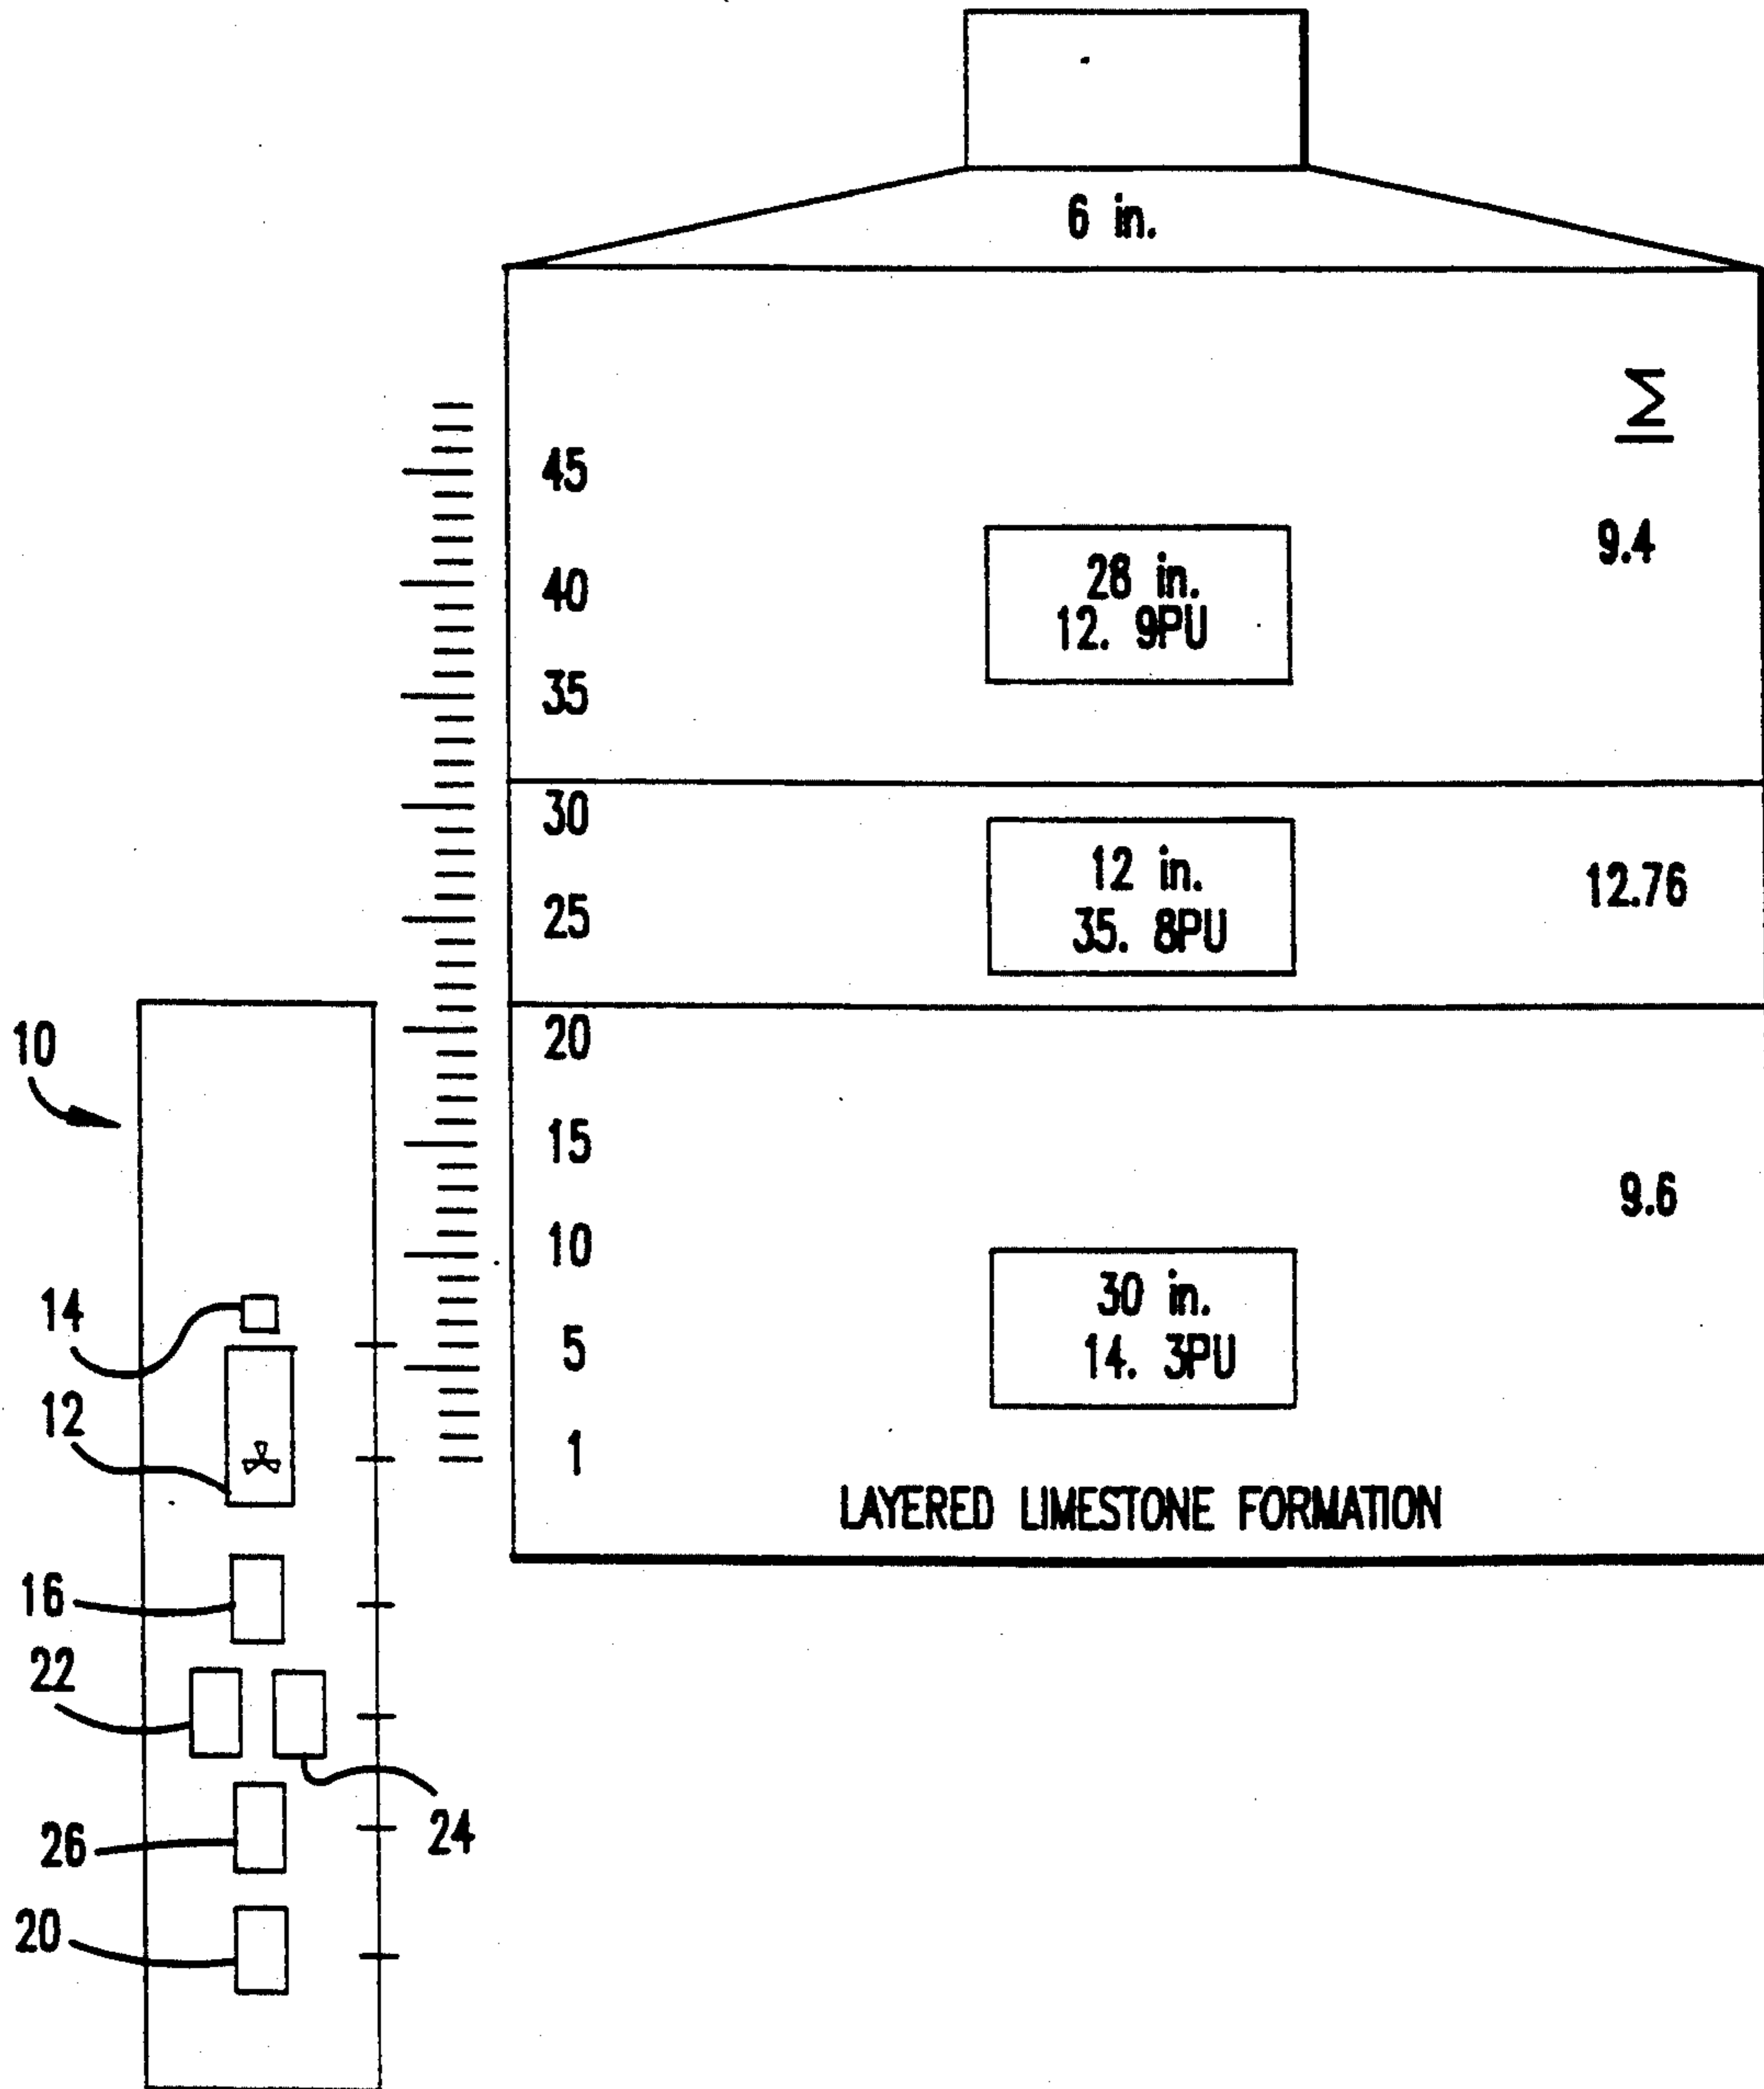 6 in.
Σ
45
9.4
28 in.
40
12. 9PU
35
30
12 in.
12.76
25
35. 8PU
20
10
15
9.6
10
30 in.
14
5
14. 3PU
12
1
LAYERED LIMESTONE FORMATION
16
22
24
26
20